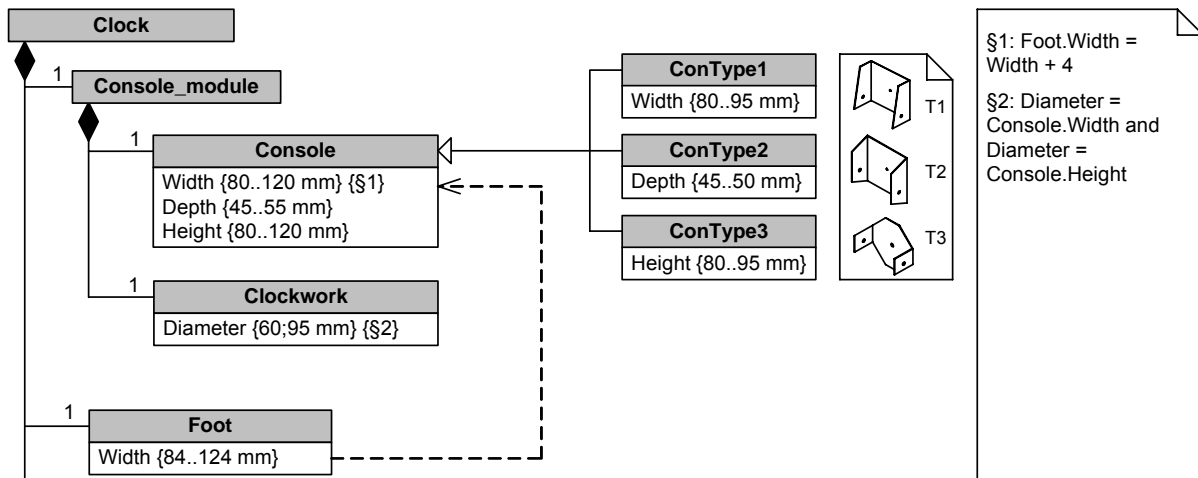 Clock
1
Console_module
1
Console
Width {80..120 mm} {§1}
Depth {45..55 mm}
Height {80..120 mm}
1
Clockwork
Diameter {60;95 mm} {§2}
1
Foot
Width {84..124 mm}
ConType1
Width {80..95 mm}
ConType2
Depth {45..50 mm}
ConType3
Height {80..95 mm}
T1
T2
T3
§1: Foot.Width =
Width + 4
§2: Diameter =
Console.Width and
Diameter =
Console.Height